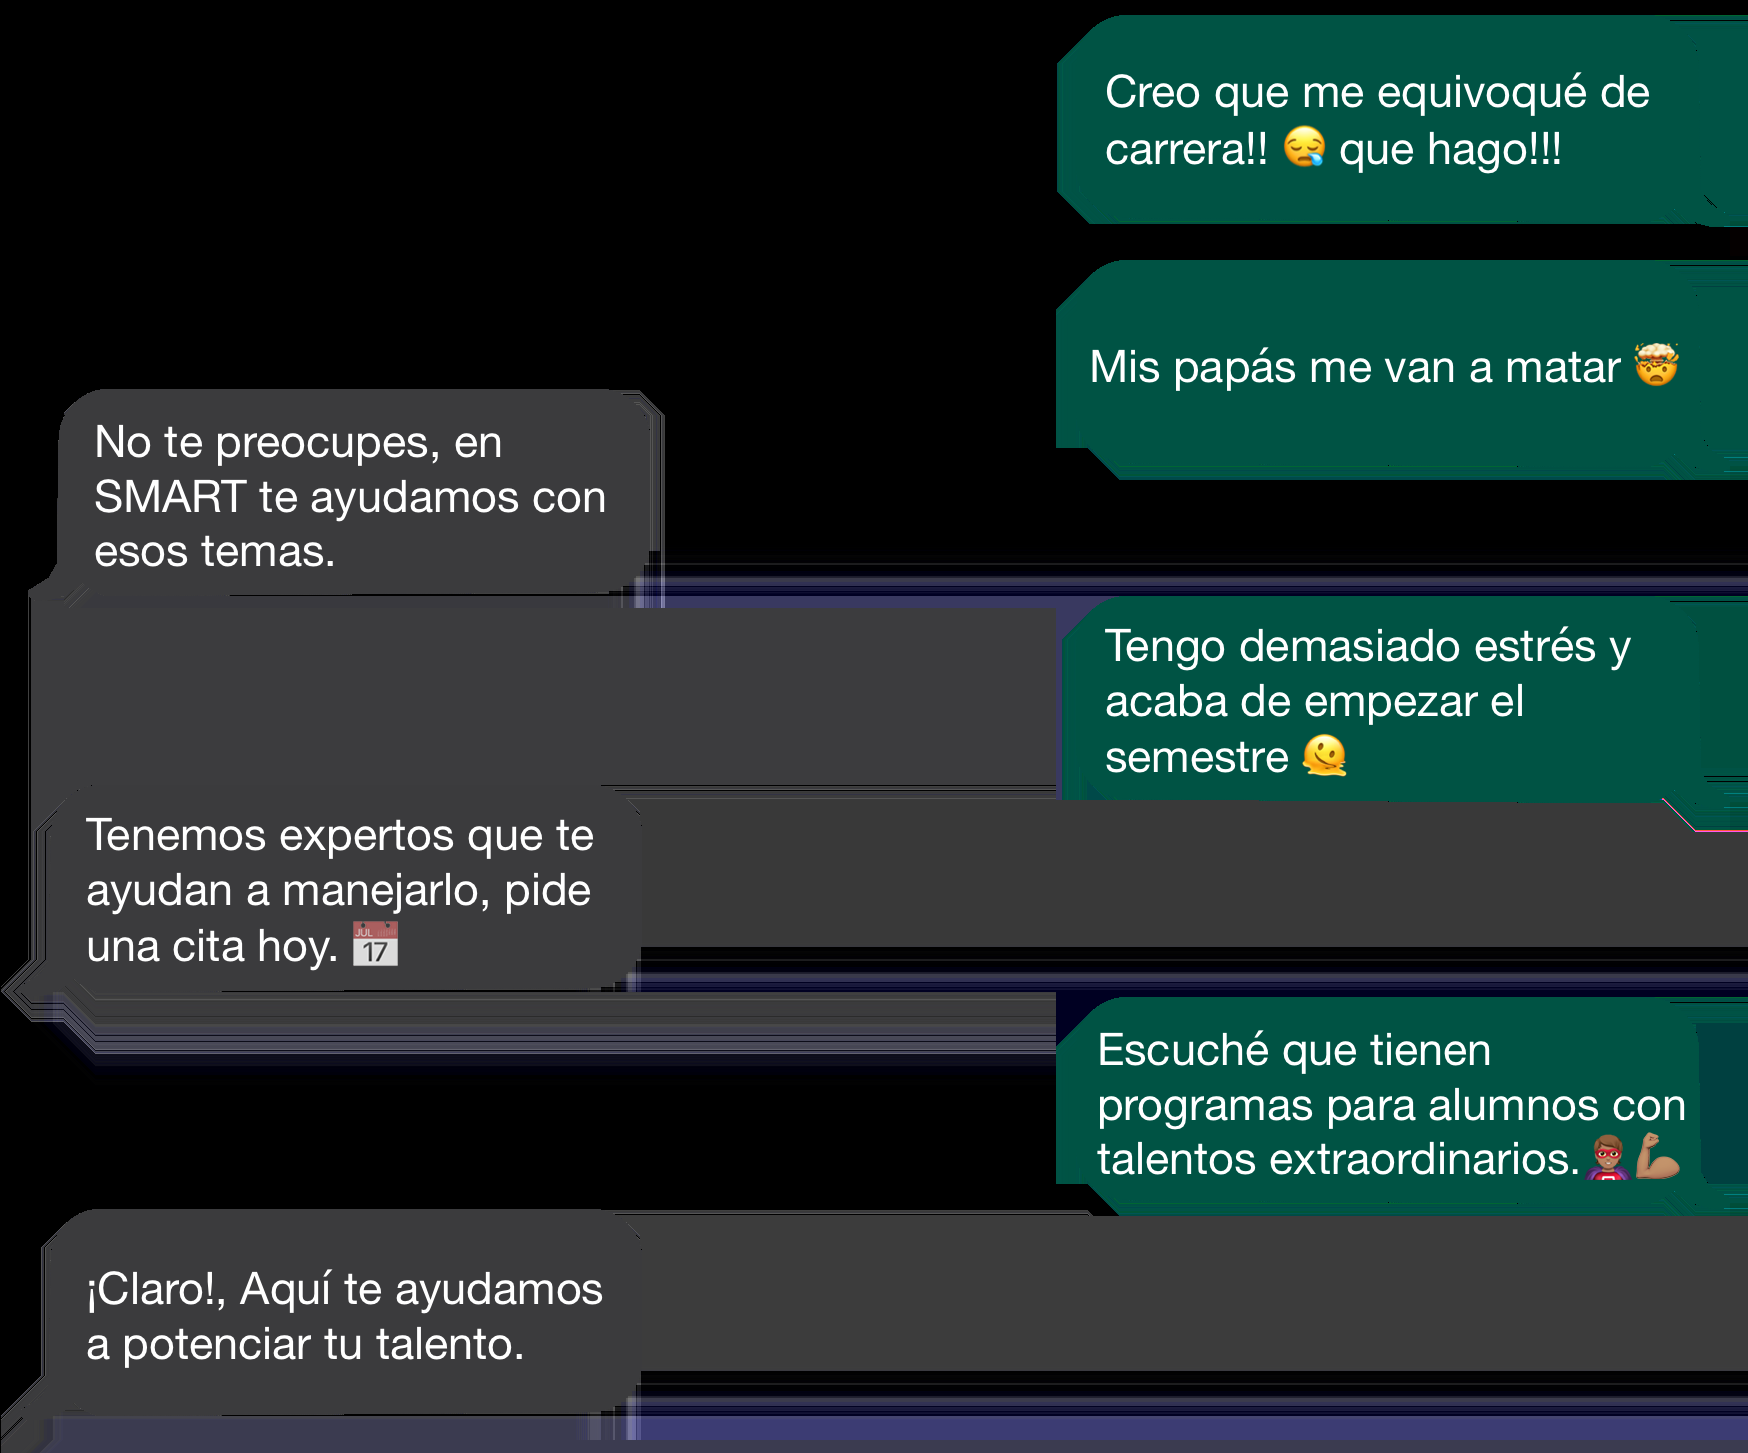 Creo que me equivoqué de
carrera!! 😪 que hago!!!
Mis papás me van a matar 🤯
No te preocupes, en
SMART te ayudamos con
esos temas.
Tengo demasiado estrés y
acaba de empezar el
semestre 🫠
Tenemos expertos que te
ayudan a manejarlo, pide
una cita hoy. 📅
Escuché que tienen
programas para alumnos con
talentos extraordinarios.🦸🏽‍♂️💪🏽
¡Claro!, Aquí te ayudamos
a potenciar tu talento.